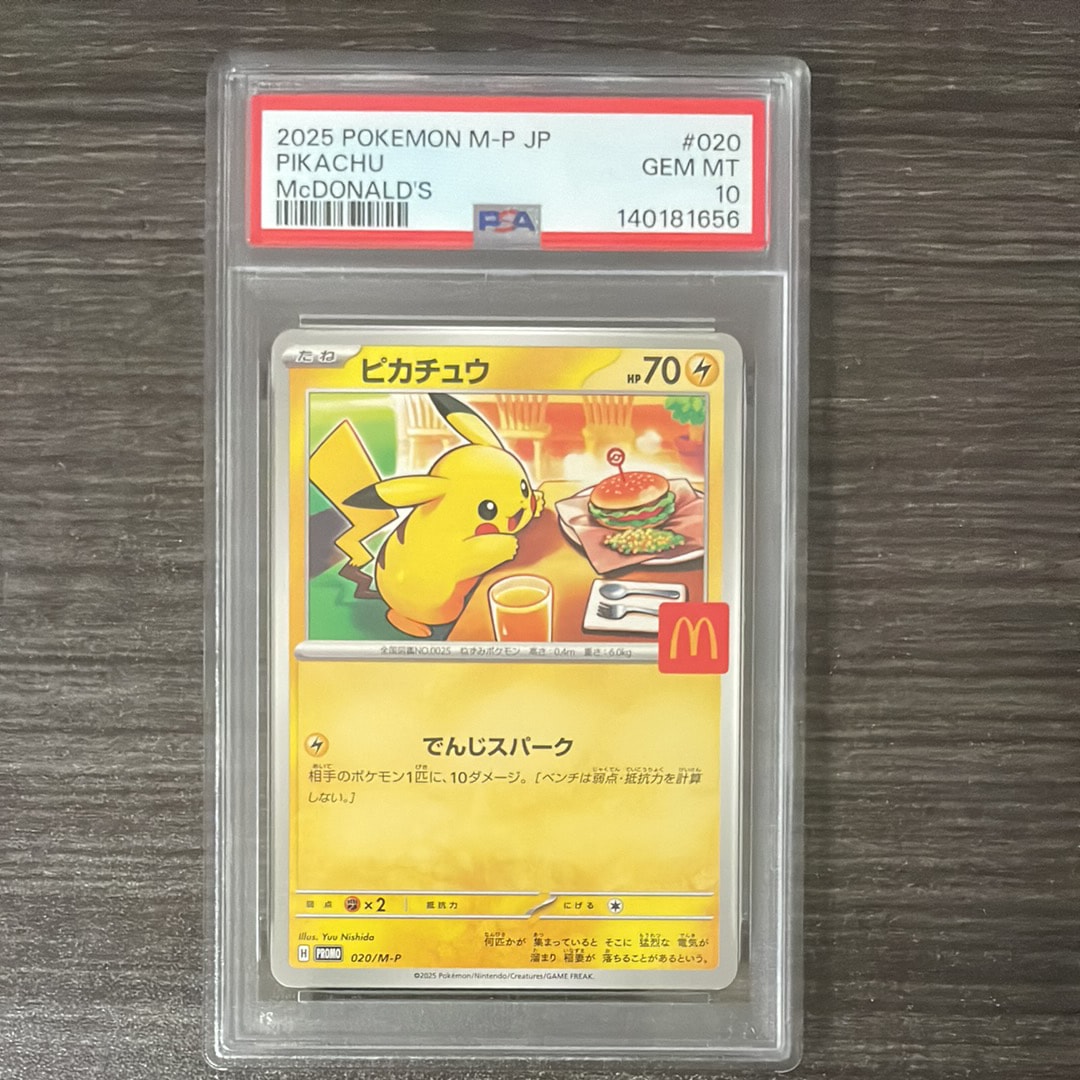 2025 POKEMON M-P JP #020
PIKACHU GEM MT
McDONALD'S 10
PSA 140181656
たね ピカチュウ HP70
全国図鑑NO.0025 ねずみポケモン 高さ:0.4m 重さ:6.0kg
でんじスパーク
相手のポケモン1匹に、10ダメージ。[ベンチは弱点・抵抗力を計算
しない。]
弱点 ×2 抵抗力 にげる
Illus. Yuu Nishida
何匹かが 集まっていると そこに 猛烈な 電気が
溜まり 稲妻が 落ちることがあるという。
H PROMO 020/M-P
©2025 Pokémon/Nintendo/Creatures/GAME FREAK.